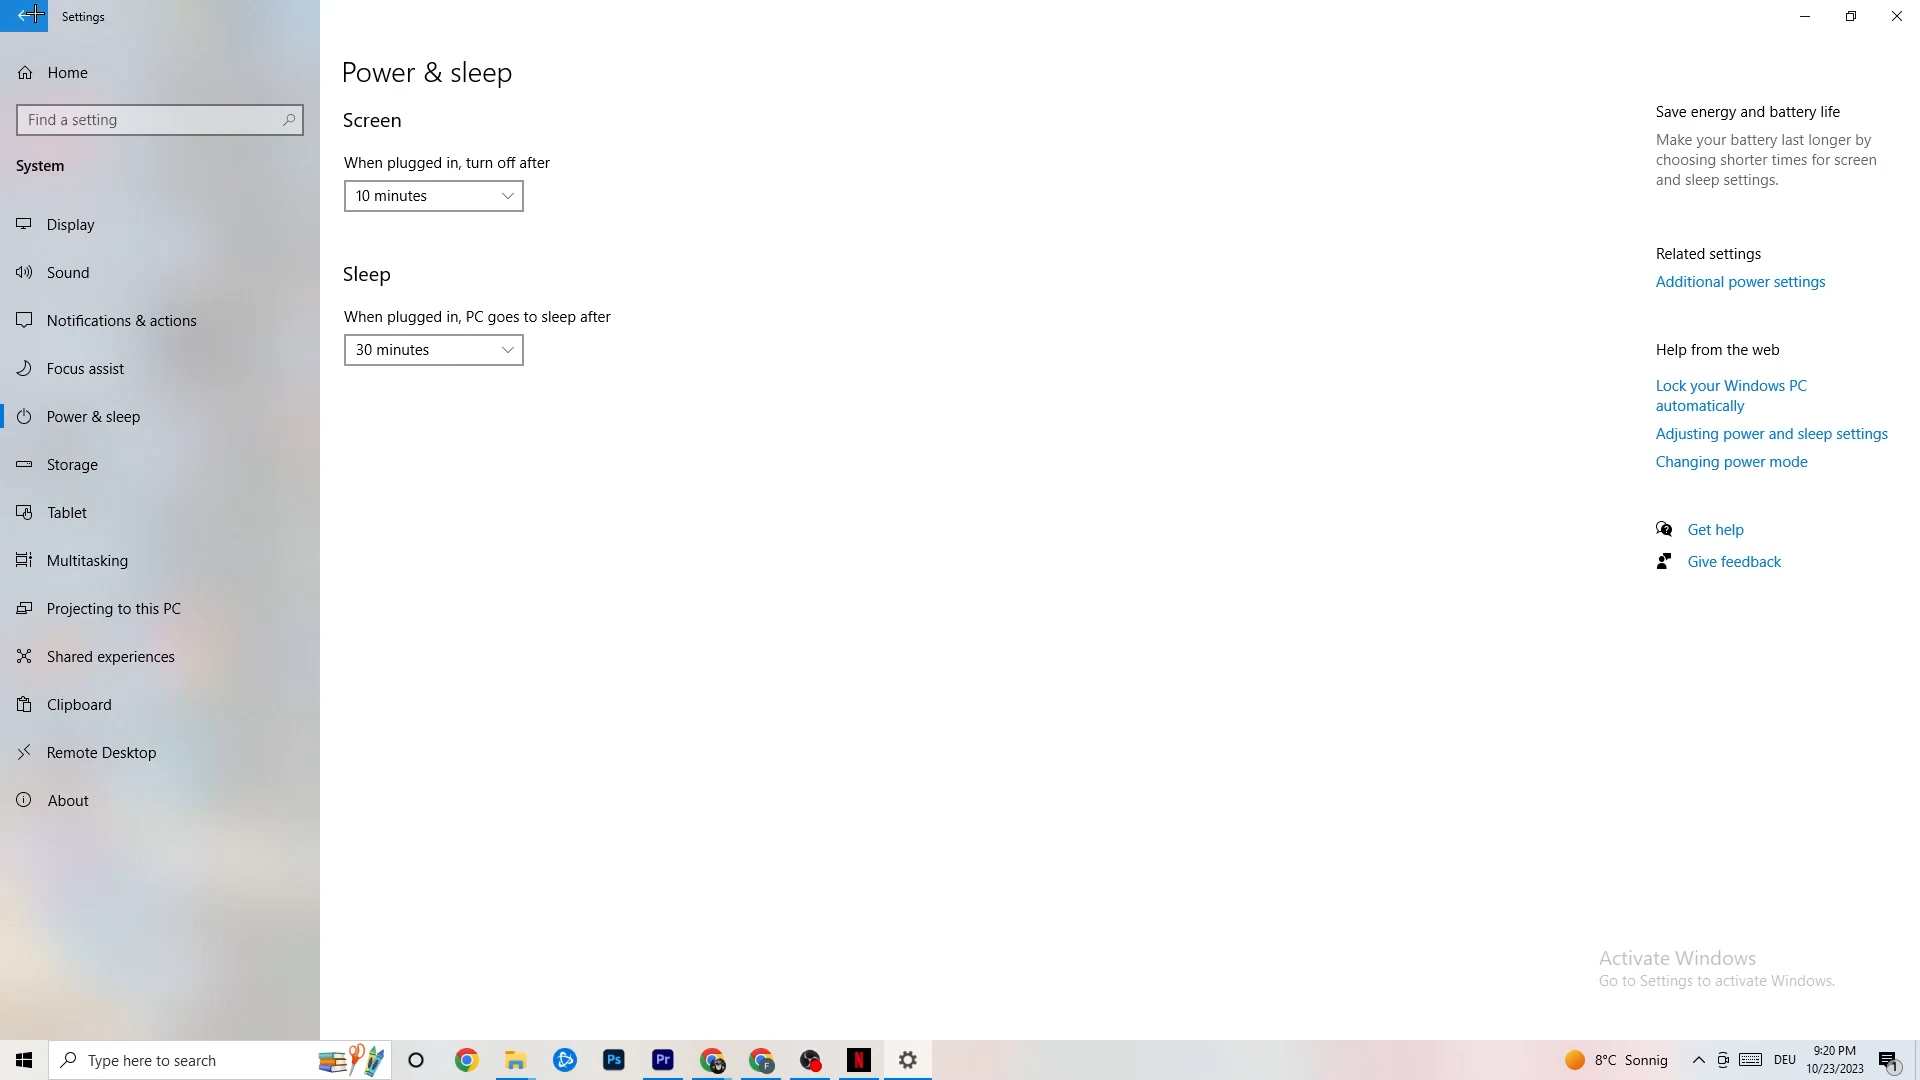 Settings
Home
Find a setting
System
Display
Sound
Notifications & actions
Focus assist
Power & sleep
Storage
Tablet
Multitasking
Projecting to this PC
Shared experiences
Clipboard
Remote Desktop
About
Power & sleep
Screen
When plugged in, turn off after
10 minutes
Sleep
When plugged in, PC goes to sleep after
30 minutes
Save energy and battery life
Make your battery last longer by
choosing shorter times for screen
and sleep settings.
Related settings
Additional power settings
Help from the web
Lock your Windows PC
automatically
Adjusting power and sleep settings
Changing power mode
Get help
Give feedback
Activate Windows
Go to Settings to activate Windows.
Type here to search
Ps
Pr
F
N
8°C Sonnig
DEU
9:20 PM
10/23/2023
1